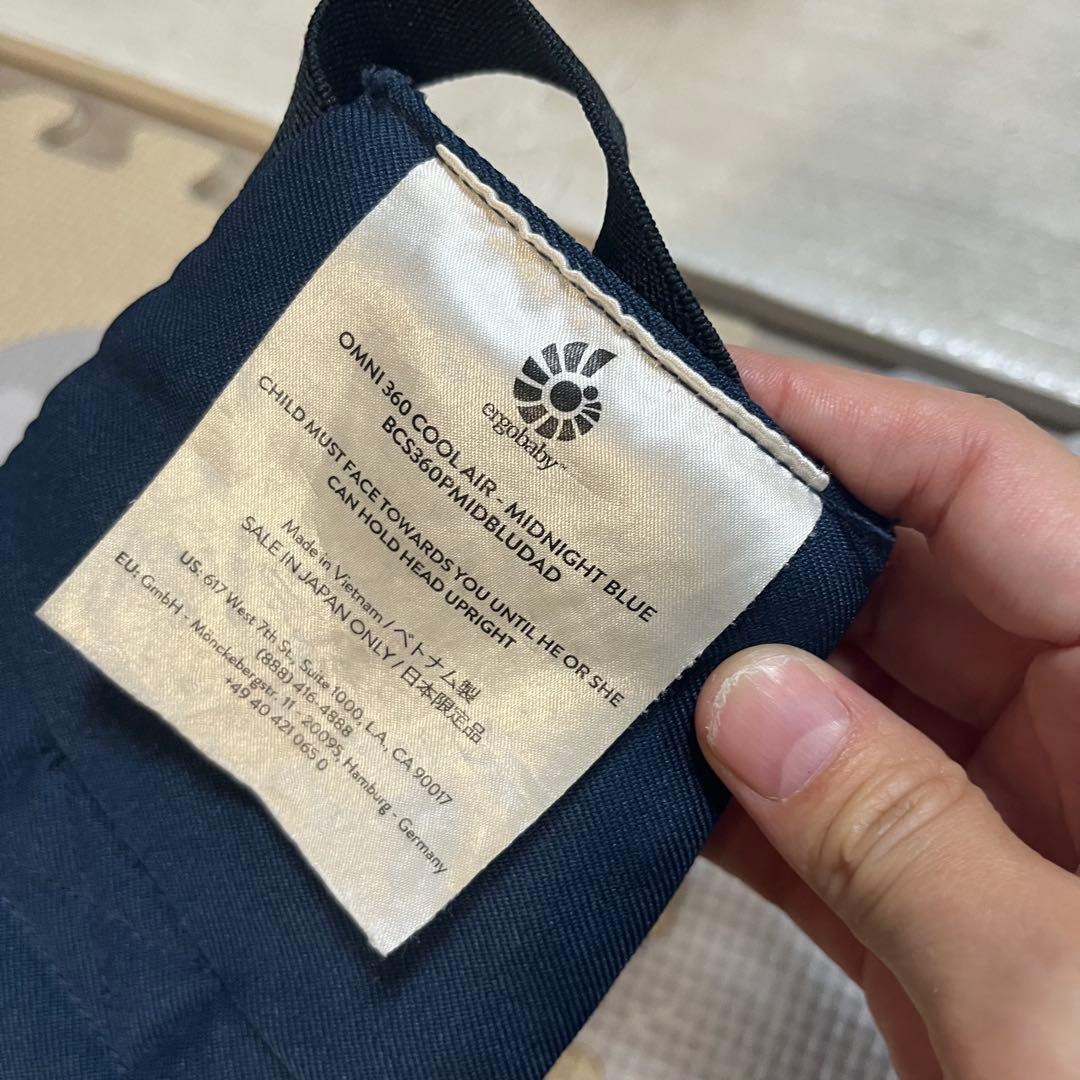 ergobaby™
OMNI 360 COOL AIR - MIDNIGHT BLUE
BCS360PMIDBLUDAD
CHILD MUST FACE TOWARDS YOU UNTIL HE OR SHE
CAN HOLD HEAD UPRIGHT
Made in Vietnam / ベトナム製
SALE IN JAPAN ONLY / 日本限定品
US: 617 West 7th St., Suite 1000, L.A., CA 90017
(888) 416-4888
EU: GmbH - Mönckebergstr. 11 - 20095, Hamburg - Germany
+49 40 421 065 0